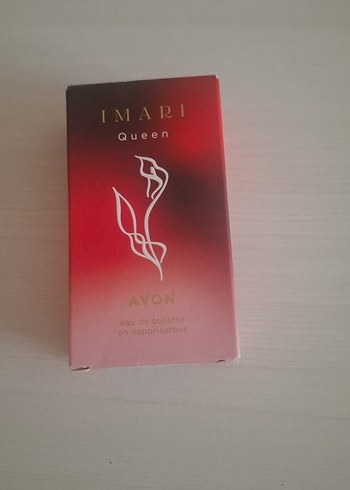 IMARI
Queen
AVON
eau de toilette
en vaporisateur